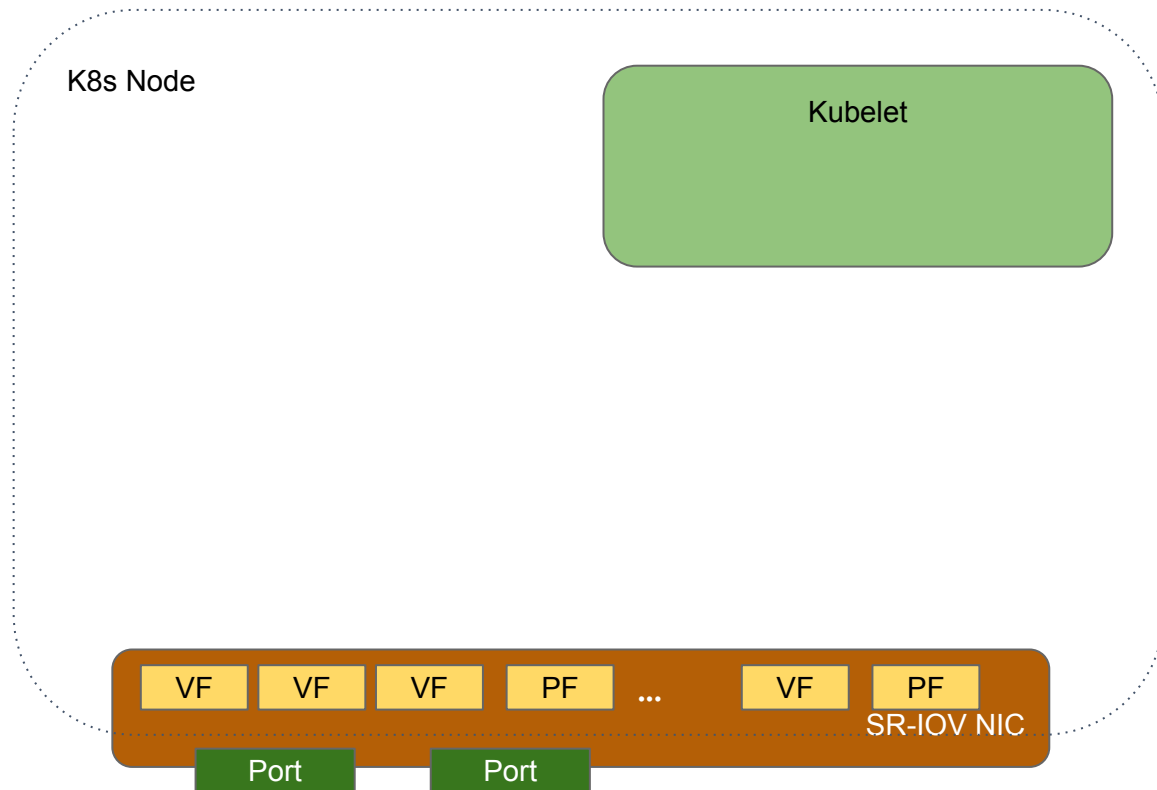 K8s Node
Kubelet
VF VF VF PF ... VF PF
SR-IOV NIC
Port Port